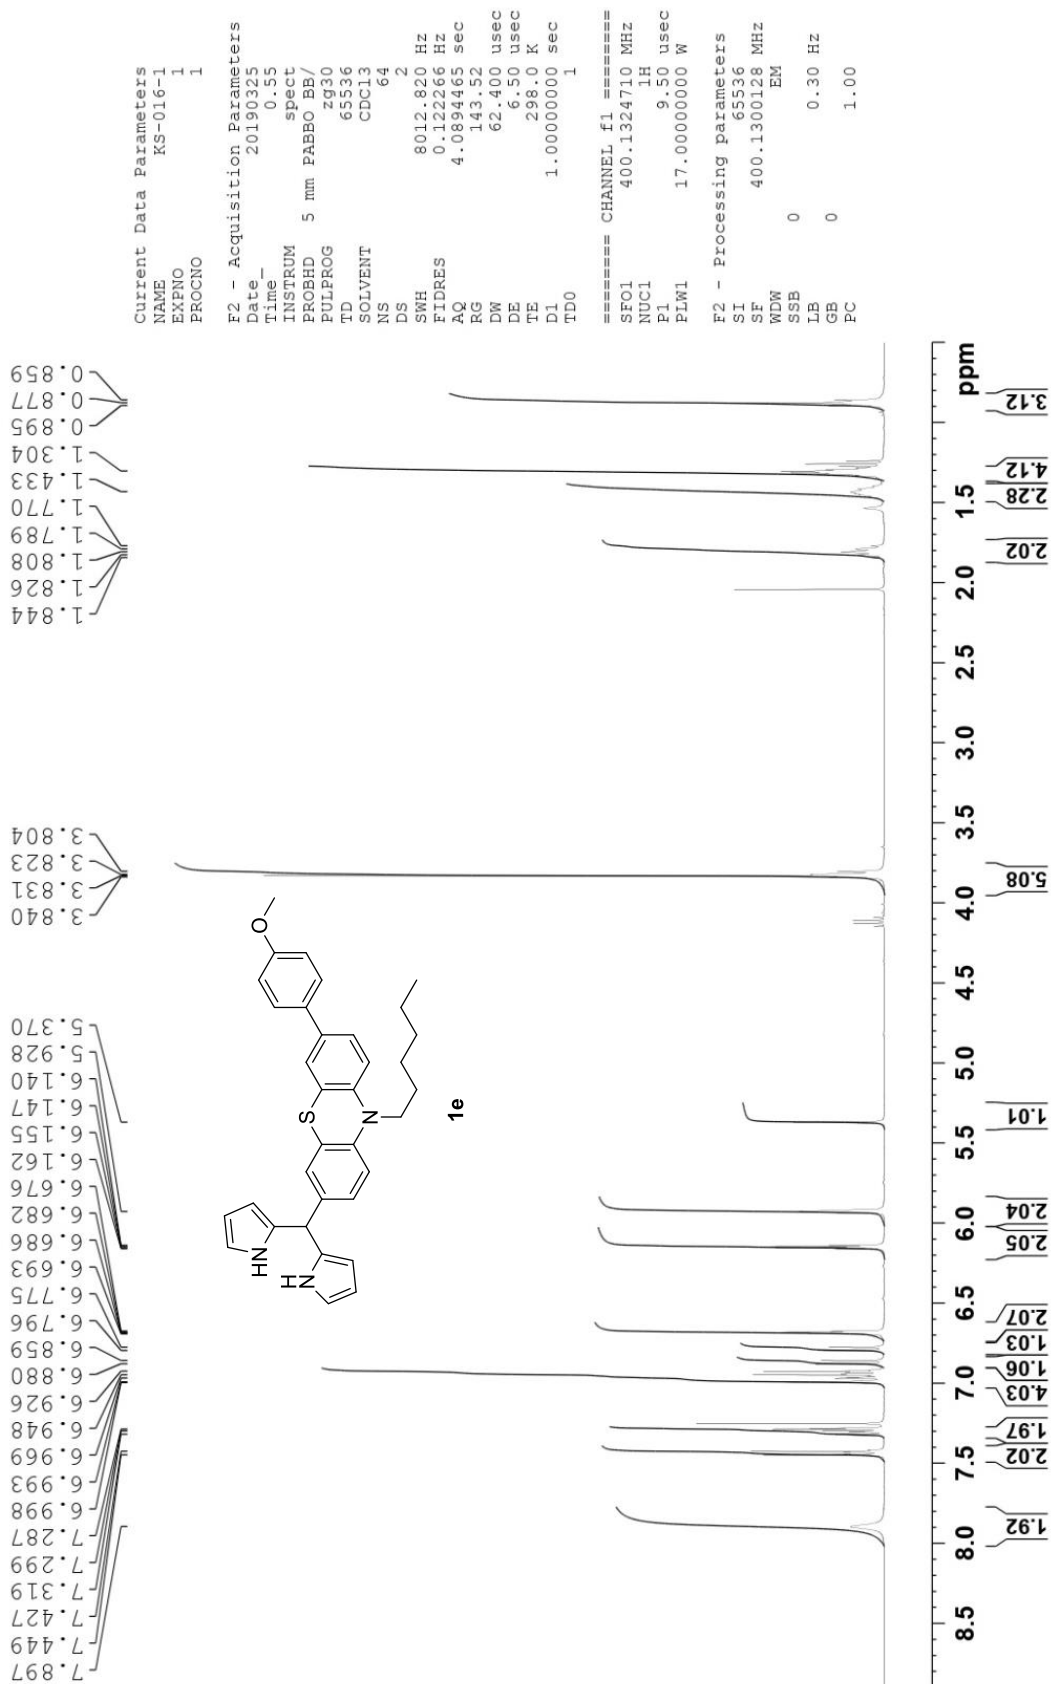 7.897
7.449
7.427
7.319
7.299
7.287
6.998
6.993
6.969
6.948
6.926
6.880
6.859
6.796
6.775
6.693
6.686
6.682
6.676
6.162
6.155
6.147
6.140
5.928
5.370
3.840
3.831
3.823
3.804
1.844
1.826
1.808
1.789
1.770
1.433
1.304
0.895
0.877
0.859
Current Data Parameters
NAME KS-016-1
EXPNO 1
PROCNO 1
F2 - Acquisition Parameters
Date_ 20190325
Time 0.55
INSTRUM spect
PROBHD 5 mm PABBO BB/
PULPROG zg30
TD 65536
SOLVENT CDCl3
NS 64
DS 2
SWH 8012.820 Hz
FIDRES 0.122266 Hz
AQ 4.0894465 sec
RG 143.52
DW 62.400 usec
DE 6.50 usec
TE 298.0 K
D1 1.00000000 sec
TD0 1
======== CHANNEL f1 ========
SFO1 400.1324710 MHz
NUC1 1H
P1 9.50 usec
PLW1 17.00000000 W
F2 - Processing parameters
SI 65536
SF 400.1300128 MHz
WDW EM
SSB 0
LB 0.30 Hz
GB 0
PC 1.00
O
S
N
HN
H
N
1e
8.5 8.0 7.5 7.0 6.5 6.0 5.5 5.0 4.5 4.0 3.5 3.0 2.5 2.0 1.5 ppm
1.92
2.02
1.97
4.03
1.06
1.03
2.07
2.05
2.04
1.01
5.08
2.02
2.28
4.12
3.12